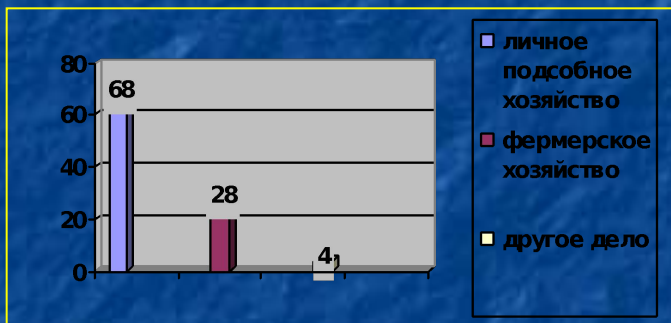 80
60
40
20
0
68
28
4
личное
подсобное
хозяйство
фермерское
хозяйство
другое дело